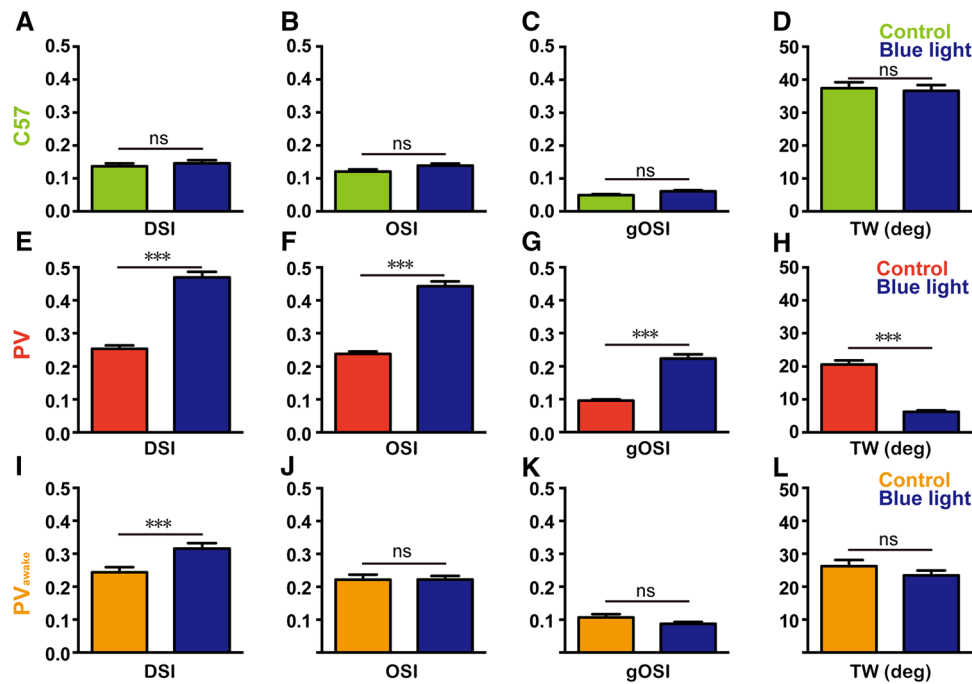 A
0.5
0.4
0.3
0.2
0.1
0.0
C57
ns
DSI
B
0.5
0.4
0.3
0.2
0.1
0.0
ns
OSI
C
0.5
0.4
0.3
0.2
0.1
0.0
ns
gOSI
D
Control
Blue light
50
40
30
20
10
0
ns
TW (deg)
E
0.5
0.4
0.3
0.2
0.1
0.0
PV
***
DSI
F
0.5
0.4
0.3
0.2
0.1
0.0
***
OSI
G
0.5
0.4
0.3
0.2
0.1
0.0
***
gOSI
H
Control
Blue light
50
40
30
20
10
0
***
TW (deg)
I
0.5
0.4
0.3
0.2
0.1
0.0
PVawake
***
DSI
J
0.5
0.4
0.3
0.2
0.1
ns
OSI
K
0.5
0.4
0.3
0.2
0.1
ns
gOSI
L
Control
Blue light
50
40
30
20
10
ns
TW (deg)